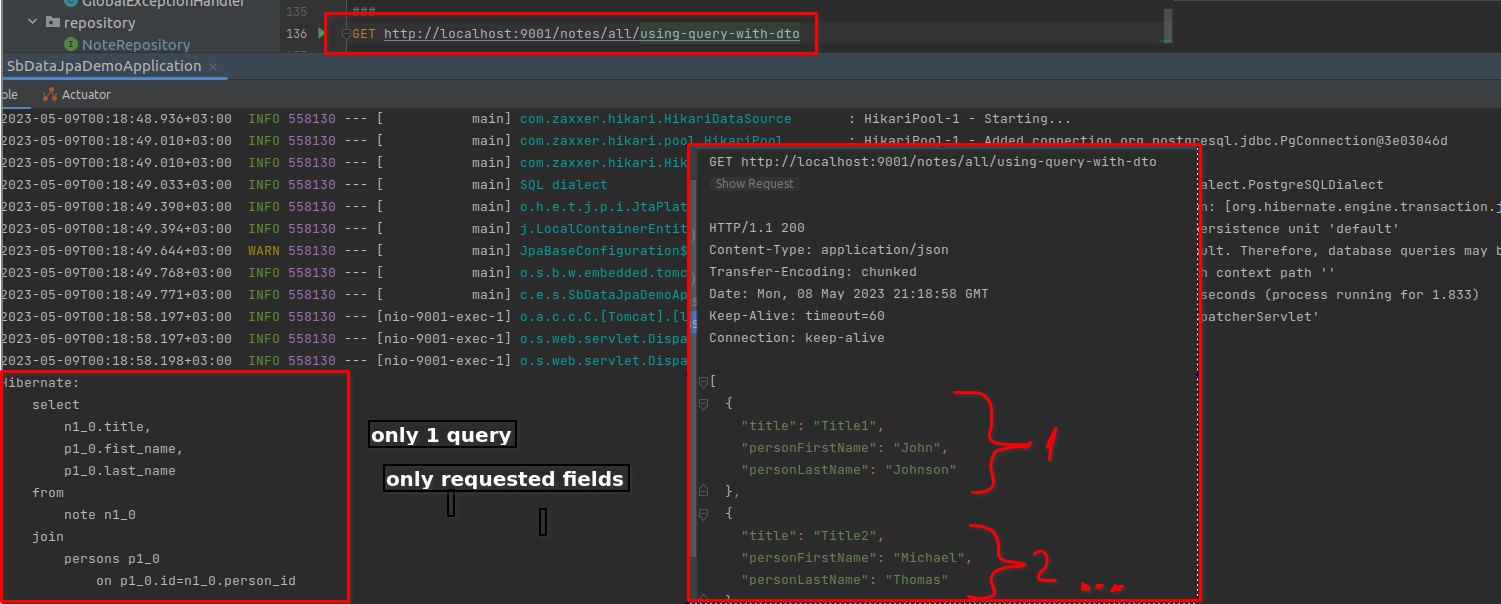 GlobalExceptionHandler
repository
NoteRepository
135 ###
136 GET http://localhost:9001/notes/all/using-query-with-dto
SbDataJpaDemoApplication ×
ole Actuator
2023-05-09T00:18:48.936+03:00 INFO 558130 --- [ main] com.zaxxer.hikari.HikariDataSource : HikariPool-1 - Starting...
2023-05-09T00:18:49.010+03:00 INFO 558130 --- [ main] com.zaxxer.hikari.pool.HikariPool : HikariPool-1 - Added connection org.postgresql.jdbc.PgConnection@3e03046d
2023-05-09T00:18:49.010+03:00 INFO 558130 --- [ main] com.zaxxer.hikari.Hik
2023-05-09T00:18:49.033+03:00 INFO 558130 --- [ main] SQL dialect alect.PostgreSQLDialect
2023-05-09T00:18:49.390+03:00 INFO 558130 --- [ main] o.h.e.t.j.p.i.JtaPlat n: [org.hibernate.engine.transaction.j
2023-05-09T00:18:49.394+03:00 INFO 558130 --- [ main] j.LocalContainerEntit ersistence unit 'default'
2023-05-09T00:18:49.644+03:00 WARN 558130 --- [ main] JpaBaseConfiguration$ ult. Therefore, database queries may b
2023-05-09T00:18:49.768+03:00 INFO 558130 --- [ main] o.s.b.w.embedded.tomc h context path ''
2023-05-09T00:18:49.771+03:00 INFO 558130 --- [ main] c.e.s.SbDataJpaDemoAp seconds (process running for 1.833)
2023-05-09T00:18:58.197+03:00 INFO 558130 --- [nio-9001-exec-1] o.a.c.c.C.[Tomcat].[l patcherServlet'
2023-05-09T00:18:58.197+03:00 INFO 558130 --- [nio-9001-exec-1] o.s.web.servlet.Dispa
2023-05-09T00:18:58.198+03:00 INFO 558130 --- [nio-9001-exec-1] o.s.web.servlet.Dispa
Hibernate:
select
n1_0.title,
p1_0.fist_name,
p1_0.last_name
from
note n1_0
join
persons p1_0
on p1_0.id=n1_0.person_id
only 1 query
only requested fields
GET http://localhost:9001/notes/all/using-query-with-dto
Show Request
HTTP/1.1 200
Content-Type: application/json
Transfer-Encoding: chunked
Date: Mon, 08 May 2023 21:18:58 GMT
Keep-Alive: timeout=60
Connection: keep-alive
[
{
"title": "Title1",
"personFirstName": "John",
"personLastName": "Johnson"
},
1
{
"title": "Title2",
"personFirstName": "Michael",
"personLastName": "Thomas"
2 ...